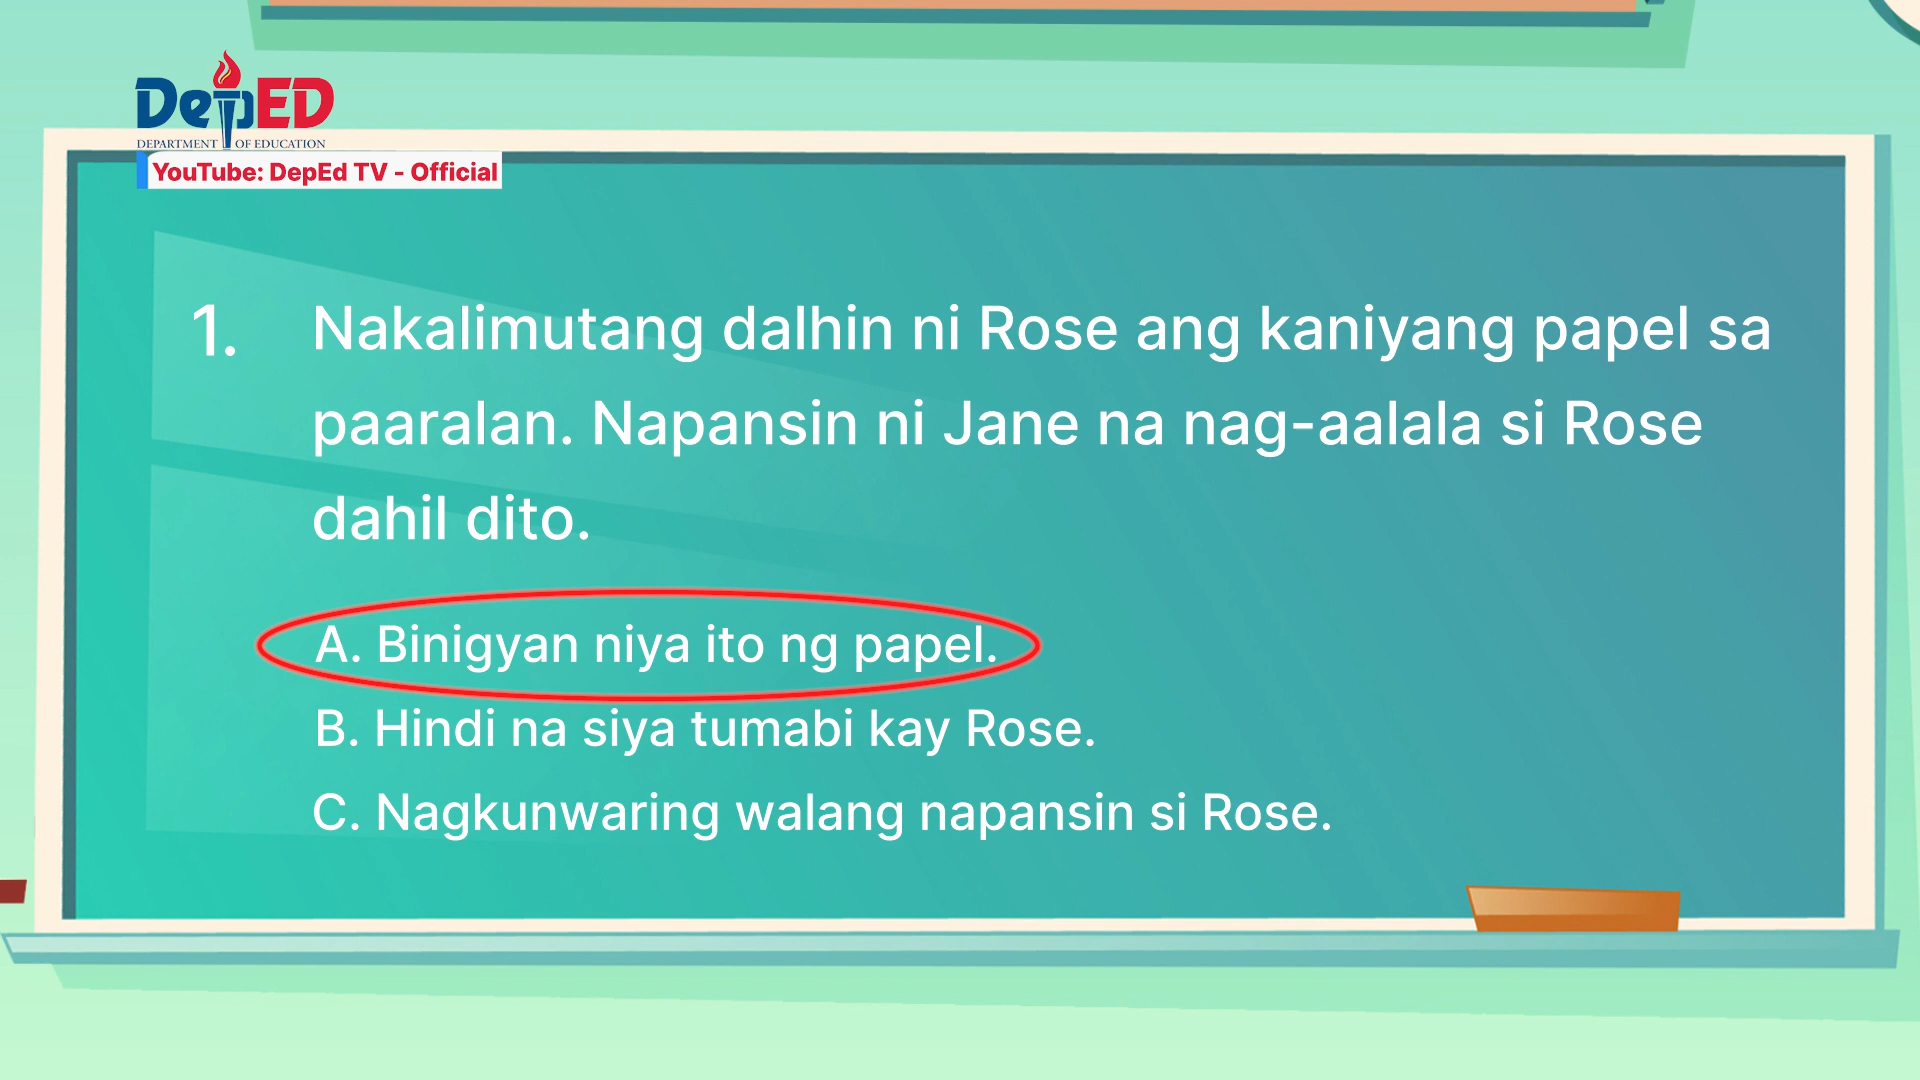 DepED
DEPARTMENT OF EDUCATION
YouTube: DepEd TV - Official
1. Nakalimutang dalhin ni Rose ang kaniyang papel sa
paaralan. Napansin ni Jane na nag-aalala si Rose
dahil dito.
A. Binigyan niya ito ng papel.
B. Hindi na siya tumabi kay Rose.
C. Nagkunwaring walang napansin si Rose.